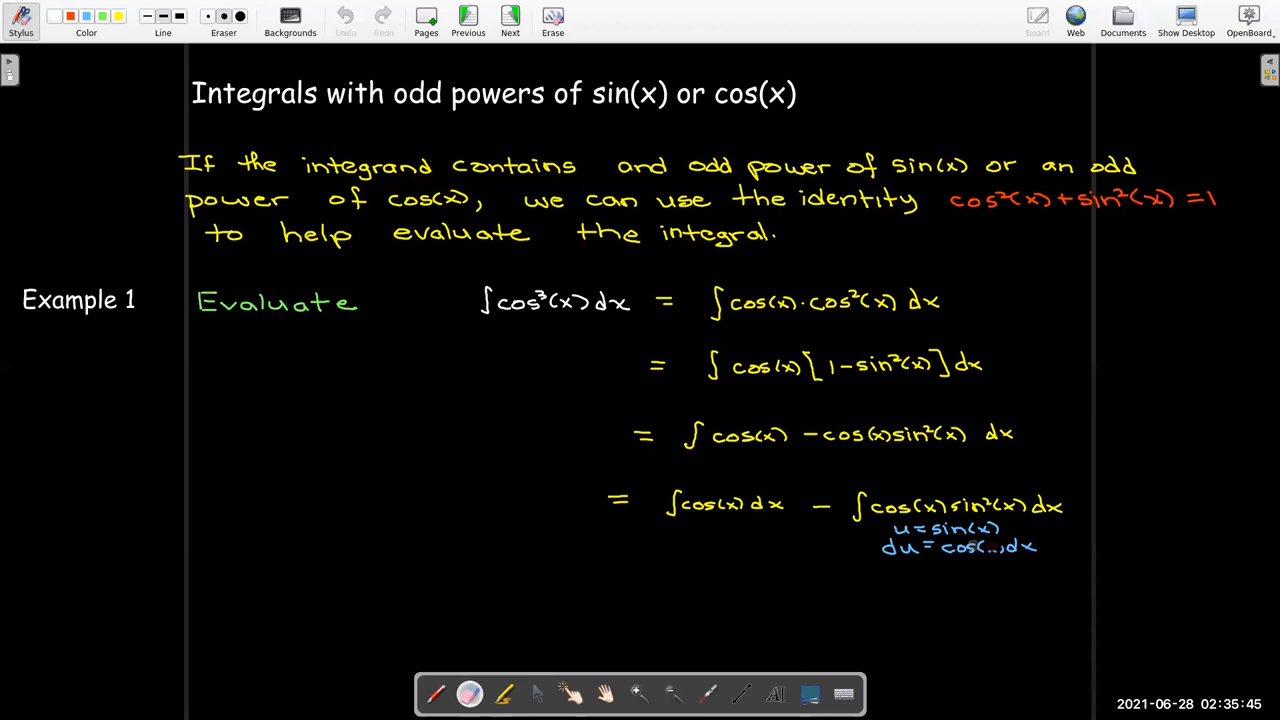 Stylus Color Line Eraser Backgrounds Undo Redo Pages Previous Next Erase Board Web Documents Show Desktop OpenBoard
Integrals with odd powers of sin(x) or cos(x)
If the integrand contains and odd power of sin(x) or an odd
power of cos(x), we can use the identity cos²(x)+sin²(x)=1
to help evaluate the integral.
Example 1 Evaluate ∫cos³(x)dx = ∫cos(x)·cos²(x) dx
= ∫ cos(x)[1-sin²(x)]dx
= ∫ cos(x) -cos(x)sin²(x) dx
= ∫cos(x)dx - ∫cos(x)sin²(x)dx
u=sin(x)
du=cos( dx
2021-06-28 02:35:45